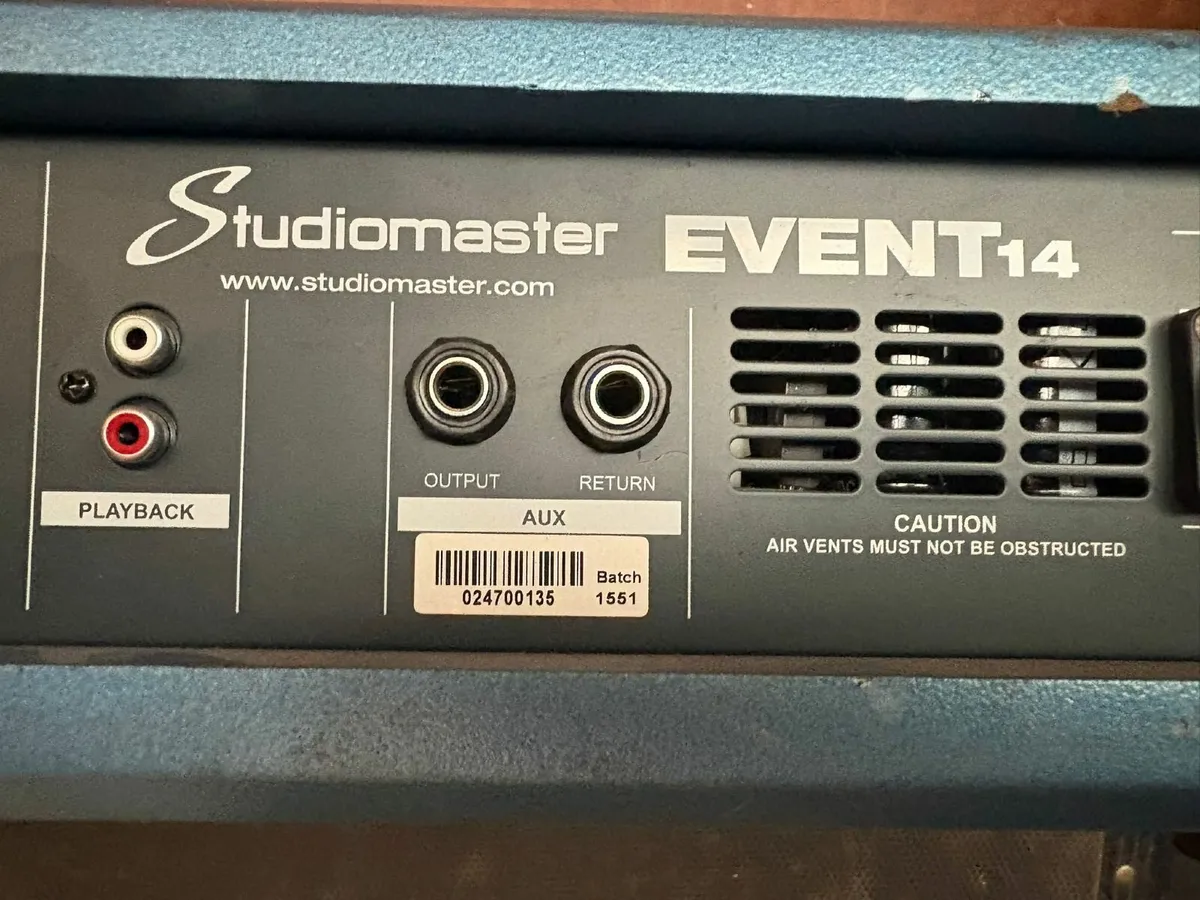 Studiomaster EVENT14
www.studiomaster.com
OUTPUT RETURN
PLAYBACK
AUX
CAUTION
AIR VENTS MUST NOT BE OBSTRUCTED
Batch
024700135 1551